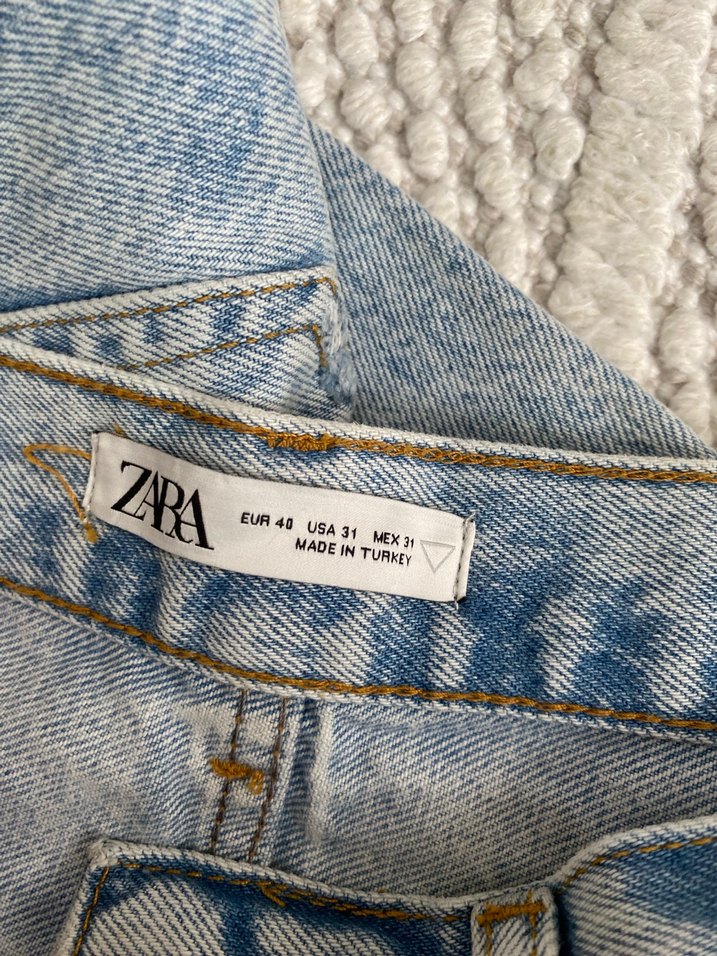 ZARA
EUR 40 USA 31 MEX 31
MADE IN TURKEY